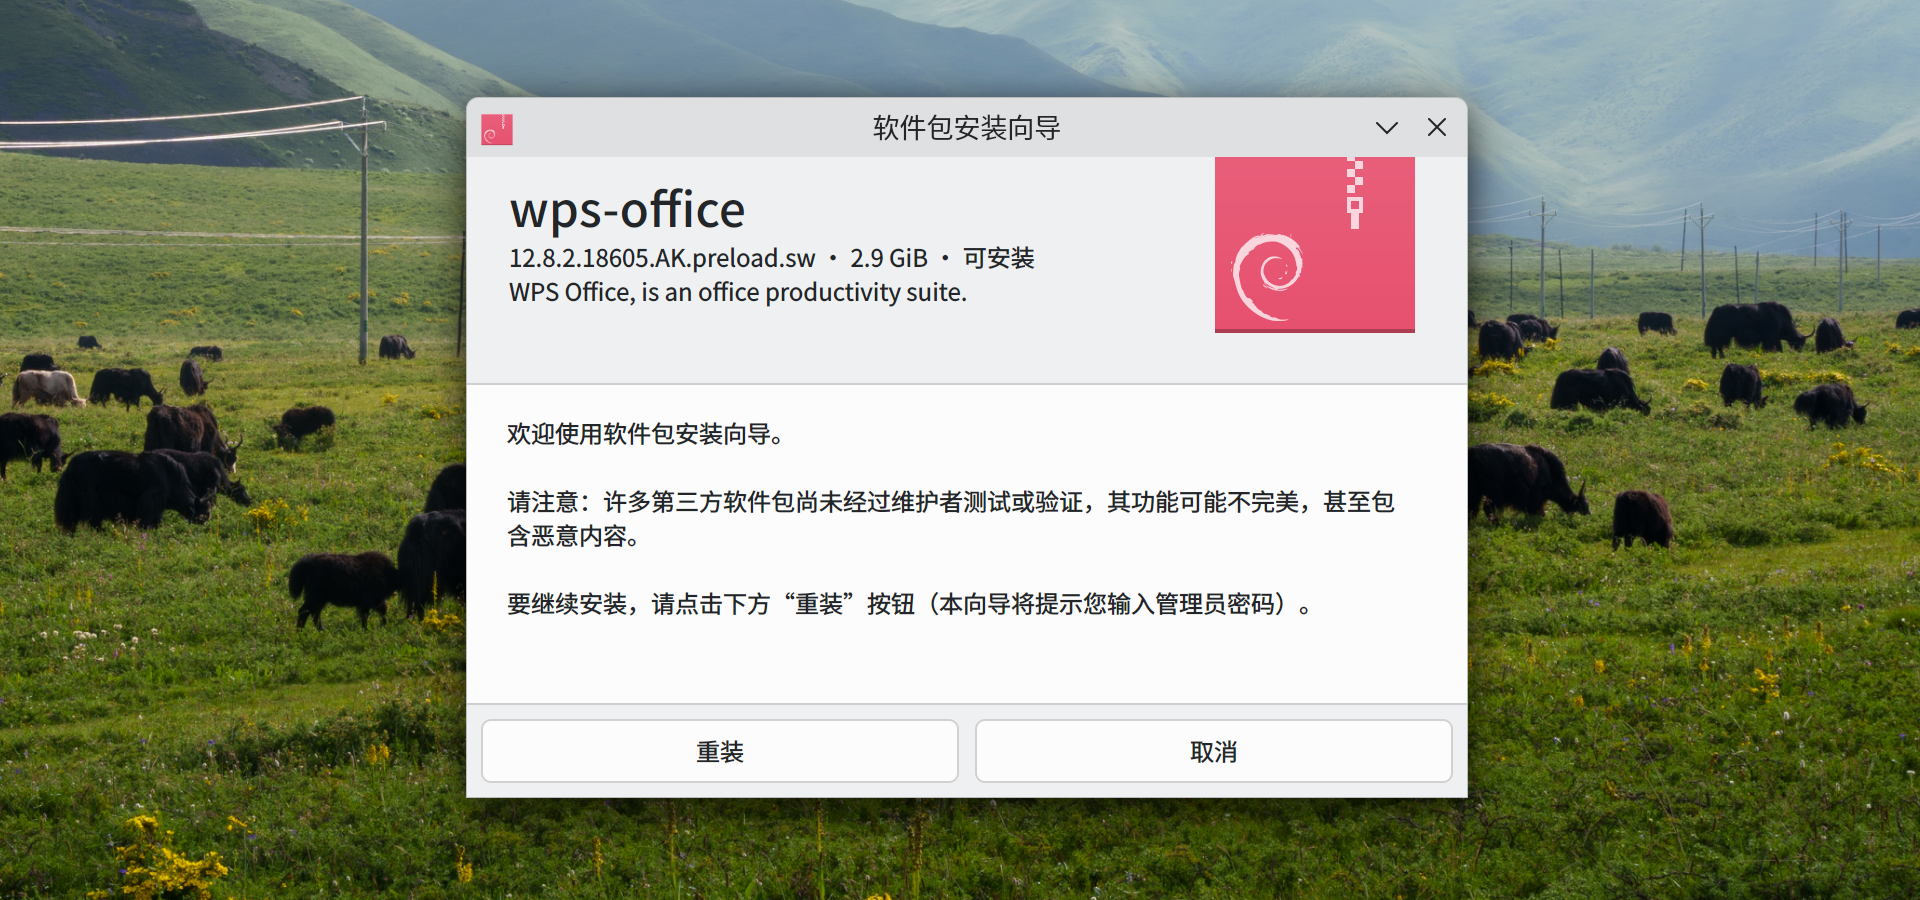 软件包安装向导
wps-office
12.8.2.18605.AK.preload.sw • 2.9 GiB • 可安装
WPS Office, is an office productivity suite.
欢迎使用软件包安装向导。
请注意：许多第三方软件包尚未经过维护者测试或验证，其功能可能不完美，甚至包
含恶意内容。
要继续安装，请点击下方“重装”按钮（本向导将提示您输入管理员密码）。
重装
取消